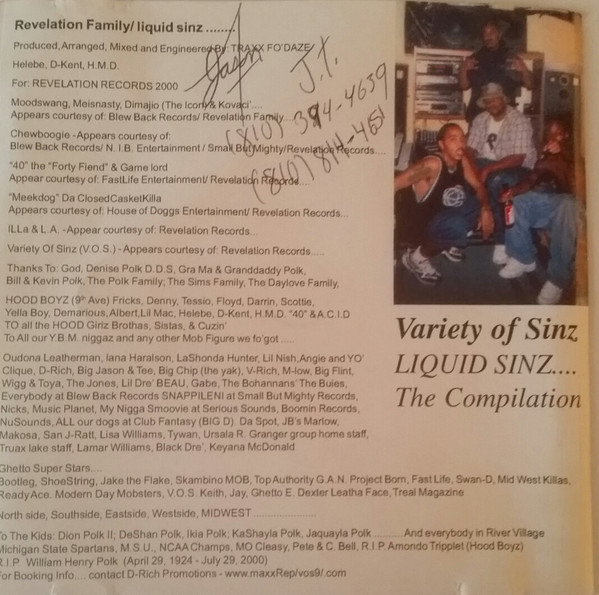 Revelation Family/ liquid sinz ........
Produced, Arranged, Mixed and Engineered By: TRAXX FO'DAZE/
Helebe, D-Kent, H.M.D.
For: REVELATION RECORDS 2000
Jason
J.T.
(810) 394-4639
(810) 814-4651
Moodswang, Meisnasty, Dimajio (The Icon) & Kovaci'....
Appears courtesy of: Blew Back Records/ Revelation Family....
Chewboogie -Appears courtesy of:
Blew Back Records/ N. I.B. Entertainment / Small But Mighty/Revelation Records....
"40" the "Forty Fiend" & Game lord
Appear courtesy of: FastLife Entertainment/ Revelation Records....
"Meekdog" Da ClosedCasketKilla
Appears courtesy of: House of Doggs Entertainment/ Revelation Records...
ILLa & L.A. -Appear courtesy of: Revelation Records...
Variety Of Sinz (V.O.S.) -Appears courtesy of: Revelation Records.....
Thanks To: God, Denise Polk D.D.S, Gra Ma & Granddaddy Polk,
Bill & Kevin Polk, The Polk Family, The Sims Family, The Daylove Family,
HOOD BOYZ (9th Ave) Fricks, Denny, Tessio, Floyd, Darrin, Scottie,
Yella Boy, Demarious, Albert, Lil Mac, Helebe, D-Kent, H.M.D. "40" & A.C.I.D
TO all the HOOD Girlz Brothas, Sistas, & Cuzin'
To All our Y.B.M. niggaz and any other Mob Figure we fo'got ......
Oudona Leatherman, Iana Haralson, LaShonda Hunter, Lil Nish, Angie and YO'
Clique, D-Rich, Big Jason & Tee, Big Chip (the yak), V-Rich, M-low, Big Flint,
Wigg & Toya, The Jones, Lil Dre' BEAU, Gabe, The Bohannans' The Buies,
Everybody at Blew Back Records SNAPPILENI at Small But Mighty Records,
Nicks, Music Planet, My Nigga Smoovie at Serious Sounds, Boomin Records,
NuSounds, ALL our dogs at Club Fantasy (BIG D). Da Spot, JB's Marlow,
Makosa, San J-Ratt, Lisa Williams, Tywan, Ursala R. Granger group home staff,
Truax lake staff, Lamar Williams, Black Dre', Keyana McDonald
Ghetto Super Stars....
Bootleg, ShoeString, Jake the Flake, Skambino MOB, Top Authority G.A.N. Project Born, Fast Life, Swan-D, Mid West Killas,
ReadyAce. Modern Day Mobsters, V.O.S. Keith, Jay, Ghetto E. Dexter Leatha Face, Treal Magazine
North side, Southside, Eastside, Westside, MIDWEST ..................
To The Kids: Dion Polk II; DeShan Polk, Ikia Polk, KaShayla Polk, Jaquayla Polk ..........And everybody in River Village
Michigan State Spartans, M.S.U., NCAA Champs, MO Cleasy, Pete & C. Bell, R.I.P. Amondo Tripplet (Hood Boyz)
R.I.P. William Henry Polk (April 29, 1924 - July 29, 2000)
For Booking Info.... contact D-Rich Promotions - www.maxxRep/vos9/.com
Variety of Sinz
LIQUID SINZ....
The Compilation